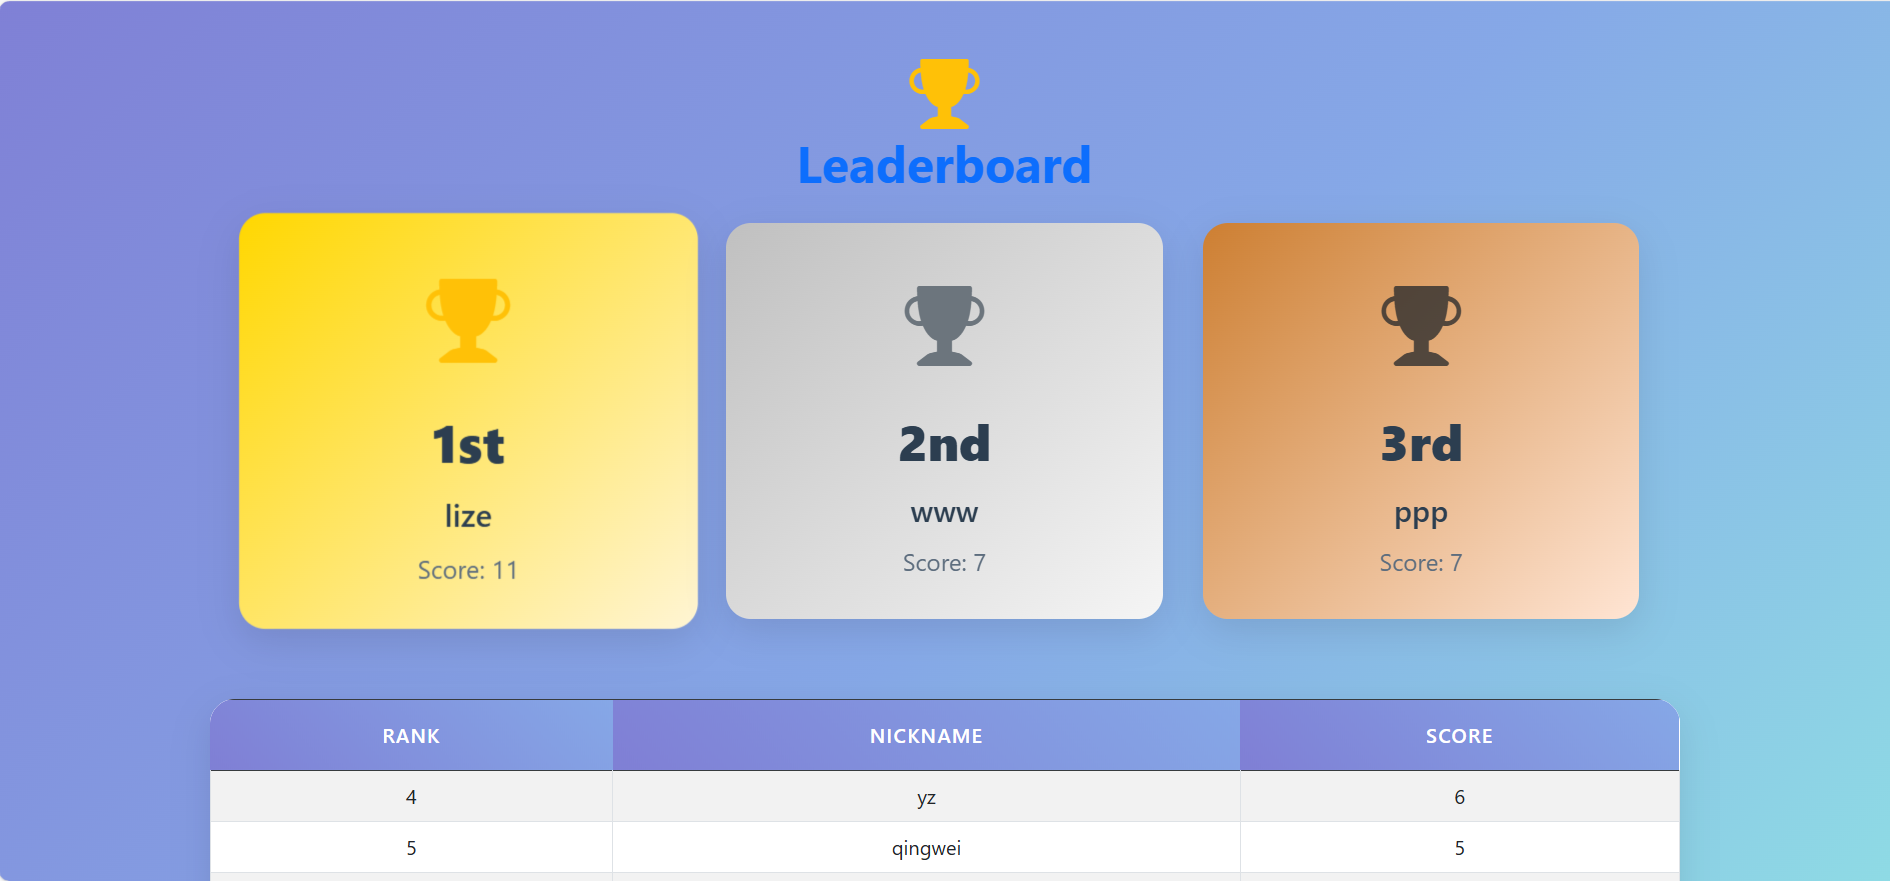 Leaderboard
1st
lize
Score: 11
2nd
www
Score: 7
3rd
ppp
Score: 7
RANK NICKNAME SCORE
4 yz 6
5 qingwei 5